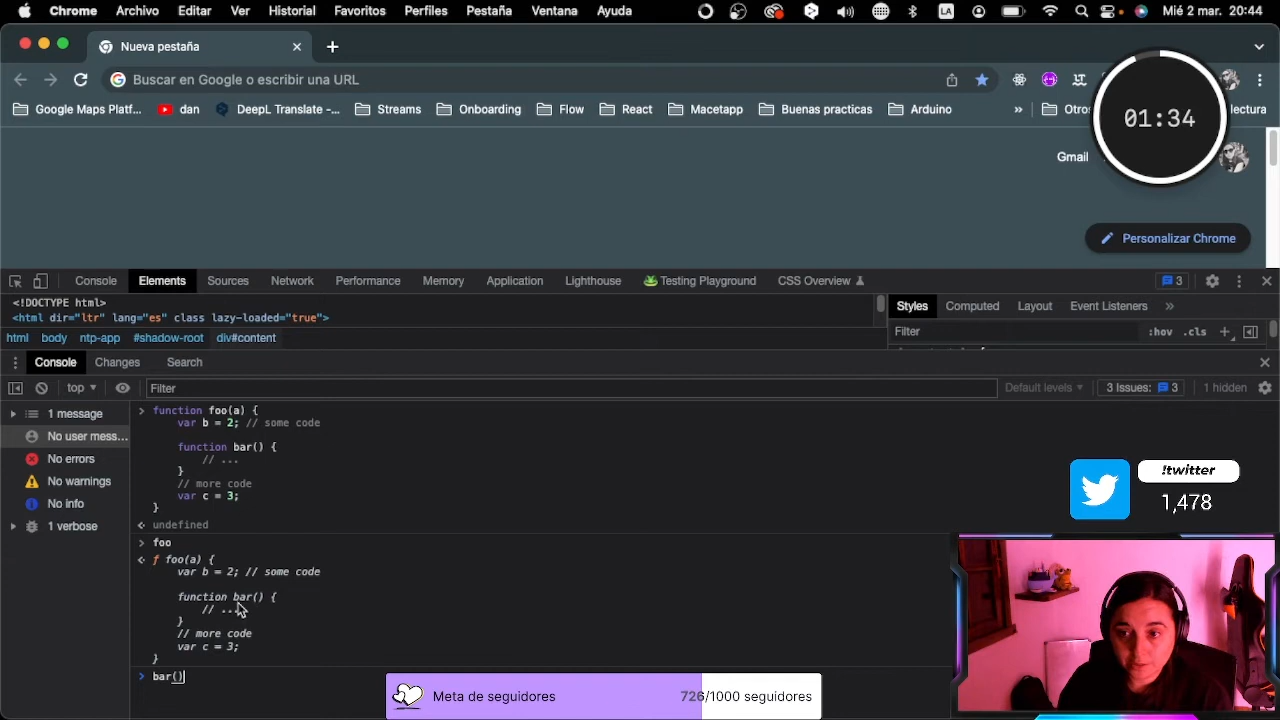 Chrome Archivo Editar Ver Historial Favoritos Perfiles Pestaña Ventana Ayuda LA Mié 2 mar. 20:44
Nueva pestaña
Buscar en Google o escribir una URL
Google Maps Platf... dan DeepL Translate -... Streams Onboarding Flow React Macetapp Buenas practicas Arduino » Otros lectura
01:34
Gmail
Personalizar Chrome
Console Elements Sources Network Performance Memory Application Lighthouse Testing Playground CSS Overview 3
<!DOCTYPE html>
<html dir="ltr" lang="es" class lazy-loaded="true">
html body ntp-app #shadow-root div#content
Styles Computed Layout Event Listeners »
Filter :hov .cls
Console Changes Search
top Filter Default levels 3 Issues: 3 1 hidden
1 message
No user mess...
No errors
No warnings
No info
1 verbose
function foo(a) {
var b = 2; // some code
function bar() {
// ...
}
// more code
var c = 3;
}
undefined
foo
f foo(a) {
var b = 2; // some code
function bar() {
// ...
}
// more code
var c = 3;
}
bar()
!twitter
1,478
Meta de seguidores 726/1000 seguidores